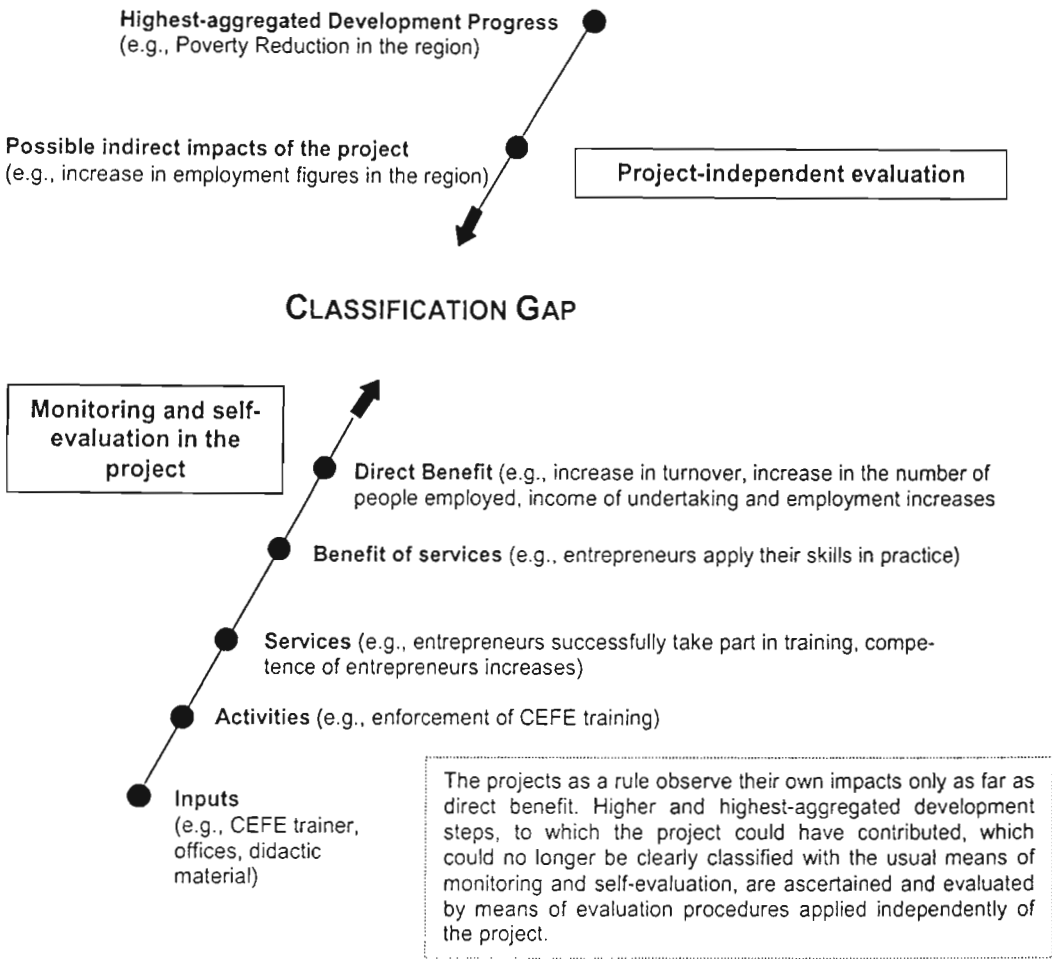 Highest-aggregated Development Progress
(e.g., Poverty Reduction in the region)
Possible indirect impacts of the project
(e.g., increase in employment figures in the region)
Project-independent evaluation
CLASSIFICATION GAP
Monitoring and self-
evaluation in the
project
Direct Benefit (e.g., increase in turnover, increase in the number of
people employed, income of undertaking and employment increases
Benefit of services (e.g., entrepreneurs apply their skills in practice)
Services (e.g., entrepreneurs successfully take part in training, compe-
tence of entrepreneurs increases)
Activities (e.g., enforcement of CEFE training)
Inputs
(e.g., CEFE trainer,
offices, didactic
material)
The projects as a rule observe their own impacts only as far as
direct benefit. Higher and highest-aggregated development
steps, to which the project could have contributed, which
could no longer be clearly classified with the usual means of
monitoring and self-evaluation, are ascertained and evaluated
by means of evaluation procedures applied independently of
the project.